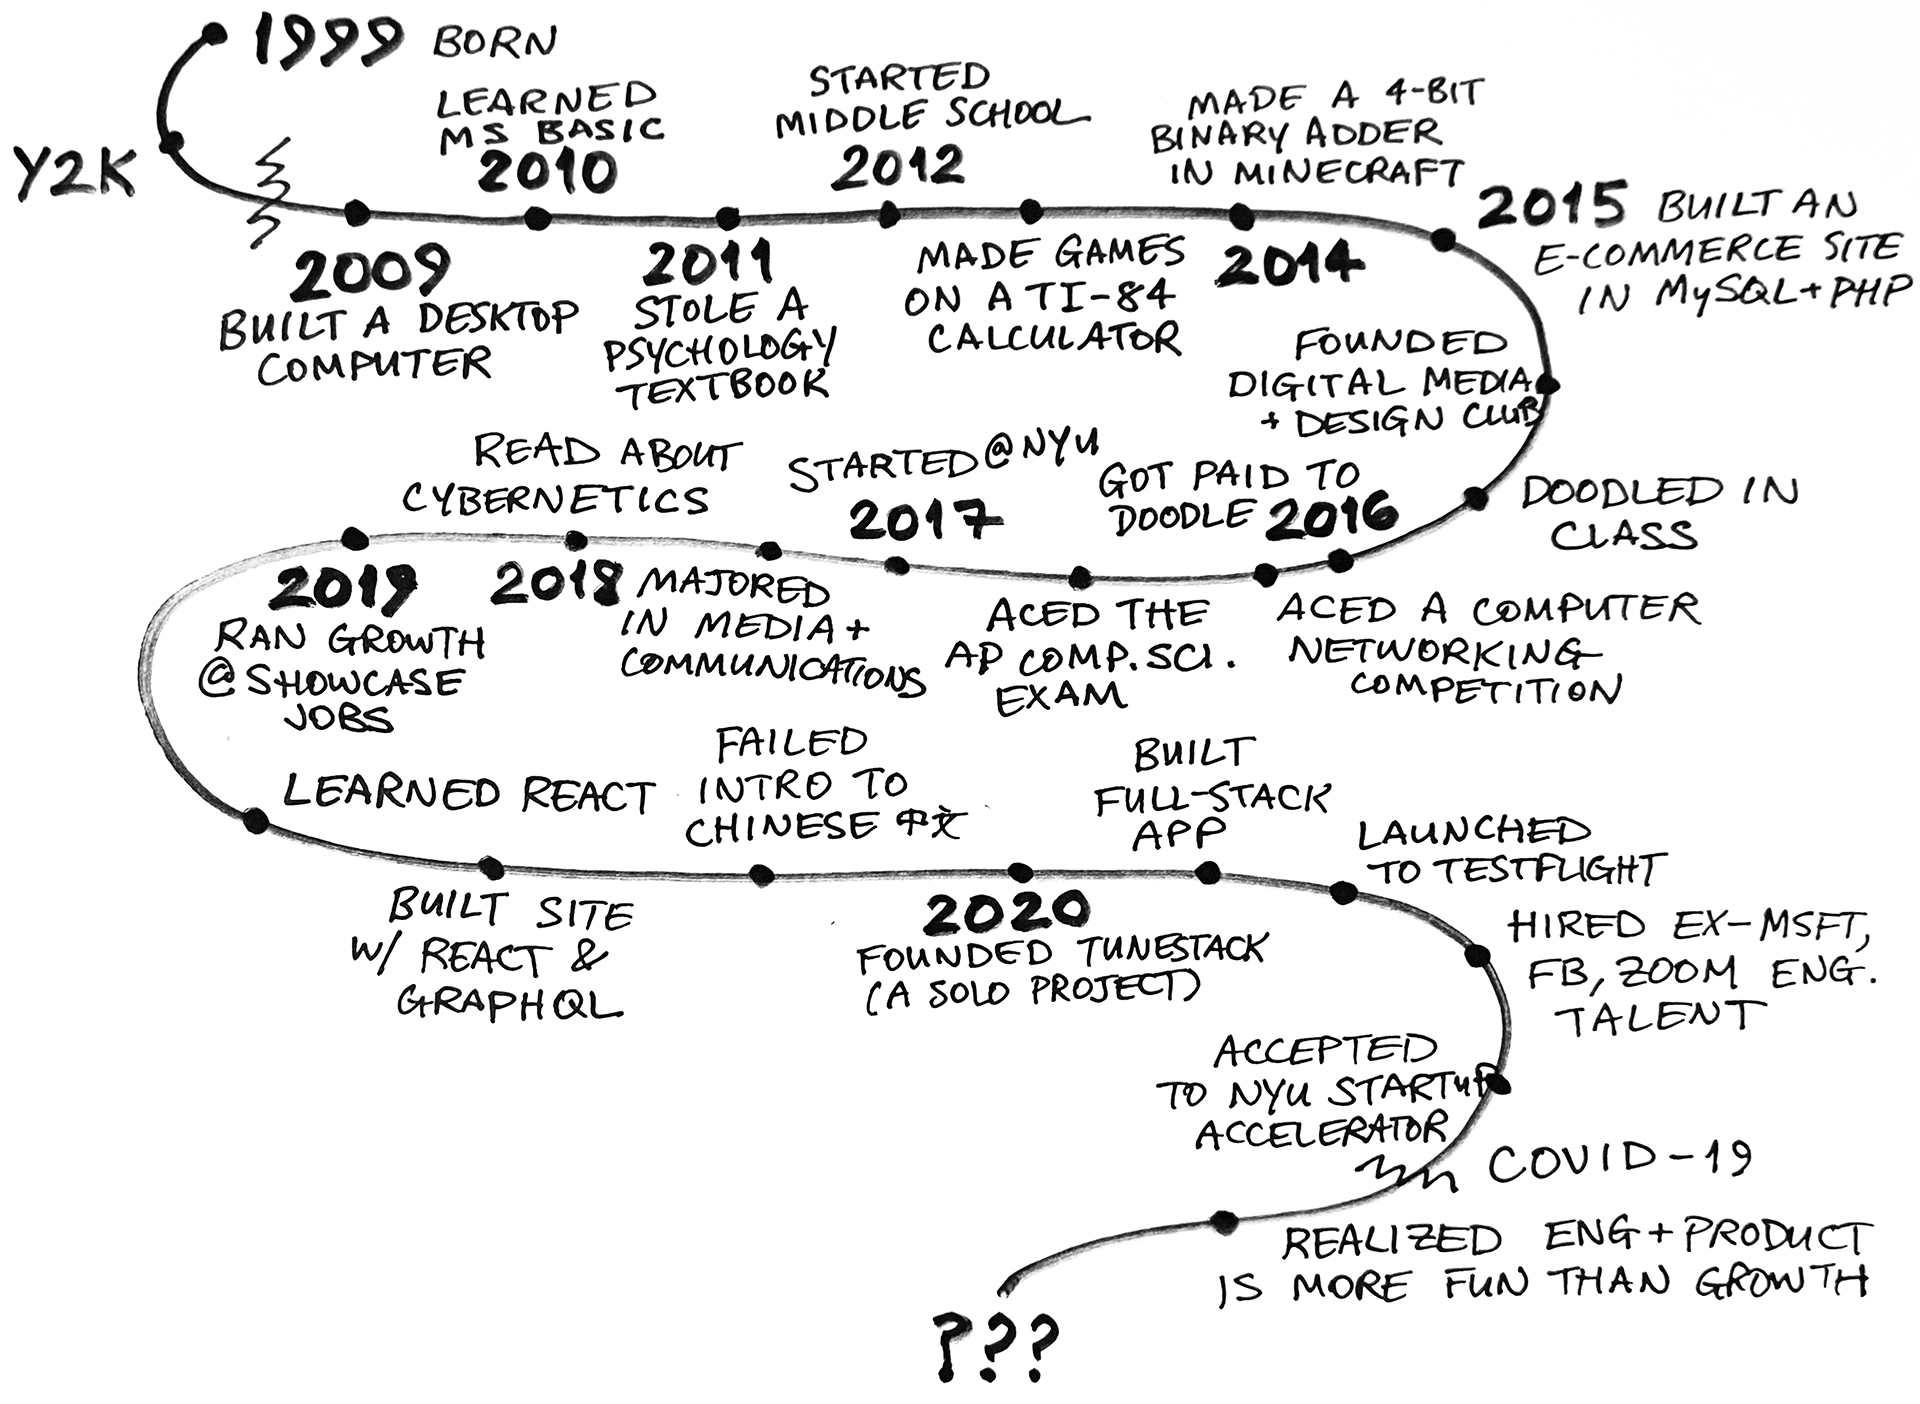 1999 BORN
Y2K
2009
BUILT A DESKTOP
COMPUTER
LEARNED
MS BASIC
2010
2011
STOLE A
PSYCHOLOGY
TEXTBOOK
STARTED
MIDDLE SCHOOL
2012
MADE GAMES
ON A TI-84
CALCULATOR
MADE A 4-BIT
BINARY ADDER
IN MINECRAFT
2014
2015 BUILT AN
E-COMMERCE SITE
IN MySQL+PHP
FOUNDED
DIGITAL MEDIA
+ DESIGN CLUB
DOODLED IN
CLASS
2016
ACED A COMPUTER
NETWORKING
COMPETITION
GOT PAID TO
DOODLE
ACED THE
AP COMP. SCI.
EXAM
STARTED @NYU
2017
MAJORED
IN MEDIA +
COMMUNICATIONS
READ ABOUT
CYBERNETICS
2018
2019
RAN GROWTH
@ SHOWCASE
JOBS
LEARNED REACT
BUILT SITE
W/ REACT &
GRAPHQL
FAILED
INTRO TO
CHINESE 中文
2020
FOUNDED TUNESTACK
(A SOLO PROJECT)
BUILT
FULL-STACK
APP
LAUNCHED
TO TESTFLIGHT
HIRED EX-MSFT,
FB, ZOOM ENG.
TALENT
ACCEPTED
TO NYU STARTUP
ACCELERATOR
COVID-19
REALIZED ENG+PRODUCT
IS MORE FUN THAN GROWTH
???